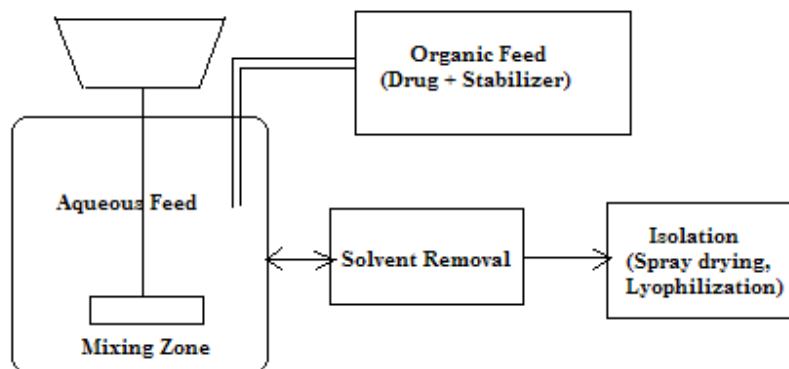 Organic Feed
(Drug + Stabilizer)
Aqueous Feed
Solvent Removal
Isolation
(Spray drying,
Lyophilization)
Mixing Zone